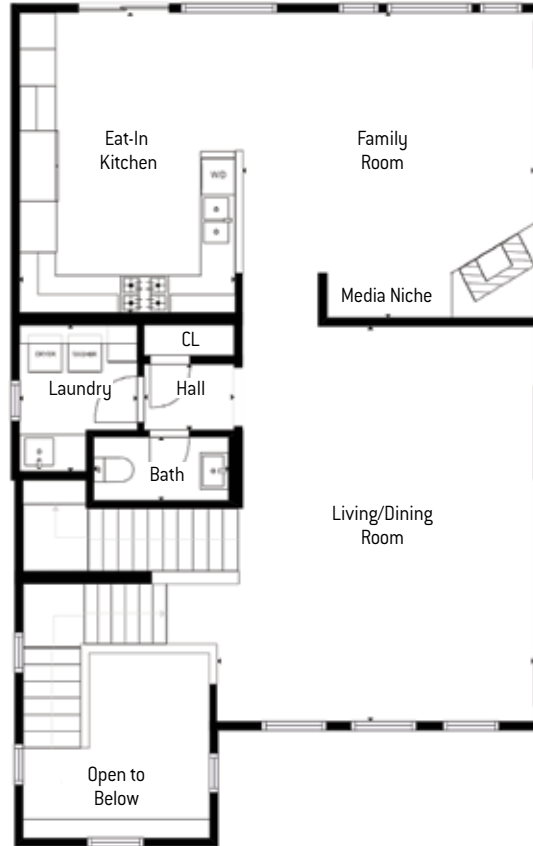 Eat-In
Kitchen
Family
Room
W/D
Media Niche
CL
DRYER
WASHER
Laundry
Hall
Bath
Living/Dining
Room
Open to
Below